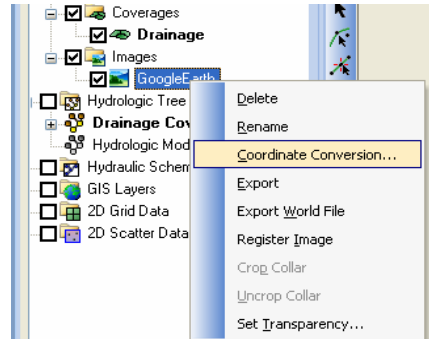 Coverages
Drainage
Images
GoogleEarth
Hydrologic Tree
Drainage Cov
Hydrologic Mod
Hydraulic Schem
GIS Layers
2D Grid Data
2D Scatter Data
Delete
Rename
Coordinate Conversion...
Export
Export World File
Register Image
Crop Collar
Uncrop Collar
Set Transparency...